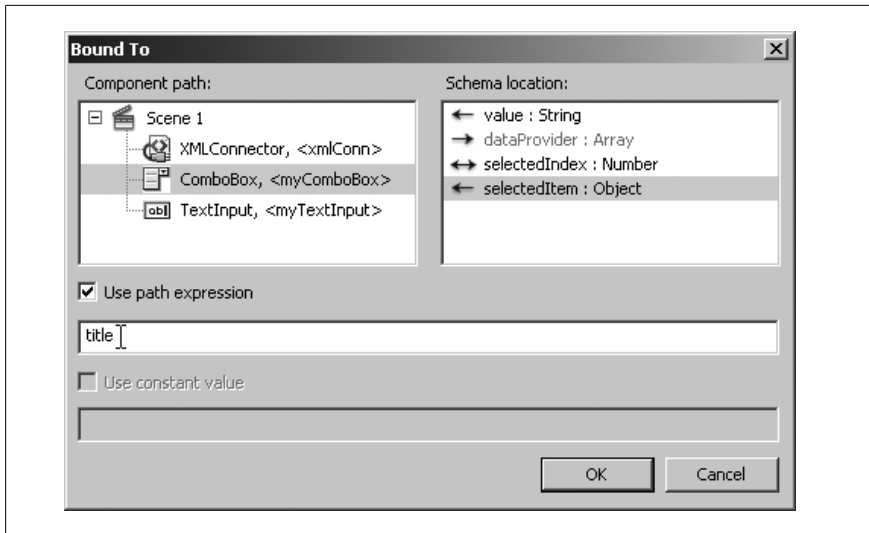 Bound To
Component path:
Scene 1
XMLConnector, <xmlConn>
ComboBox, <myComboBox>
abl TextInput, <myTextInput>
Schema location:
value : String
dataProvider : Array
selectedIndex : Number
selectedItem : Object
Use path expression
title
Use constant value
OK
Cancel